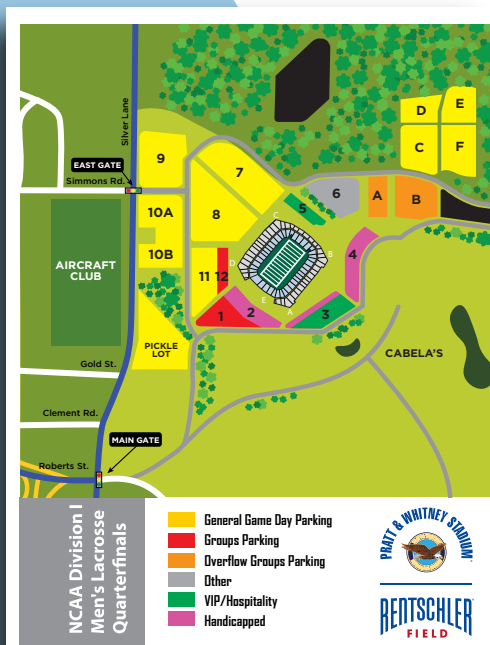 Silver Lane
EAST GATE
Simmons Rd.
9
7
10A
8
10B
11
12
1
2
3
4
5
6
A
B
C
D
E
F
C
B
D
E
A
AIRCRAFT
CLUB
PICKLE
LOT
Gold St.
Clement Rd.
MAIN GATE
Roberts St.
CABELA'S
NCAA Division I
Men's Lacrosse
Quarterfinals
General Game Day Parking
Groups Parking
Overflow Groups Parking
Other
VIP/Hospitality
Handicapped
PRATT & WHITNEY STADIUM
RENTSCHLER
FIELD